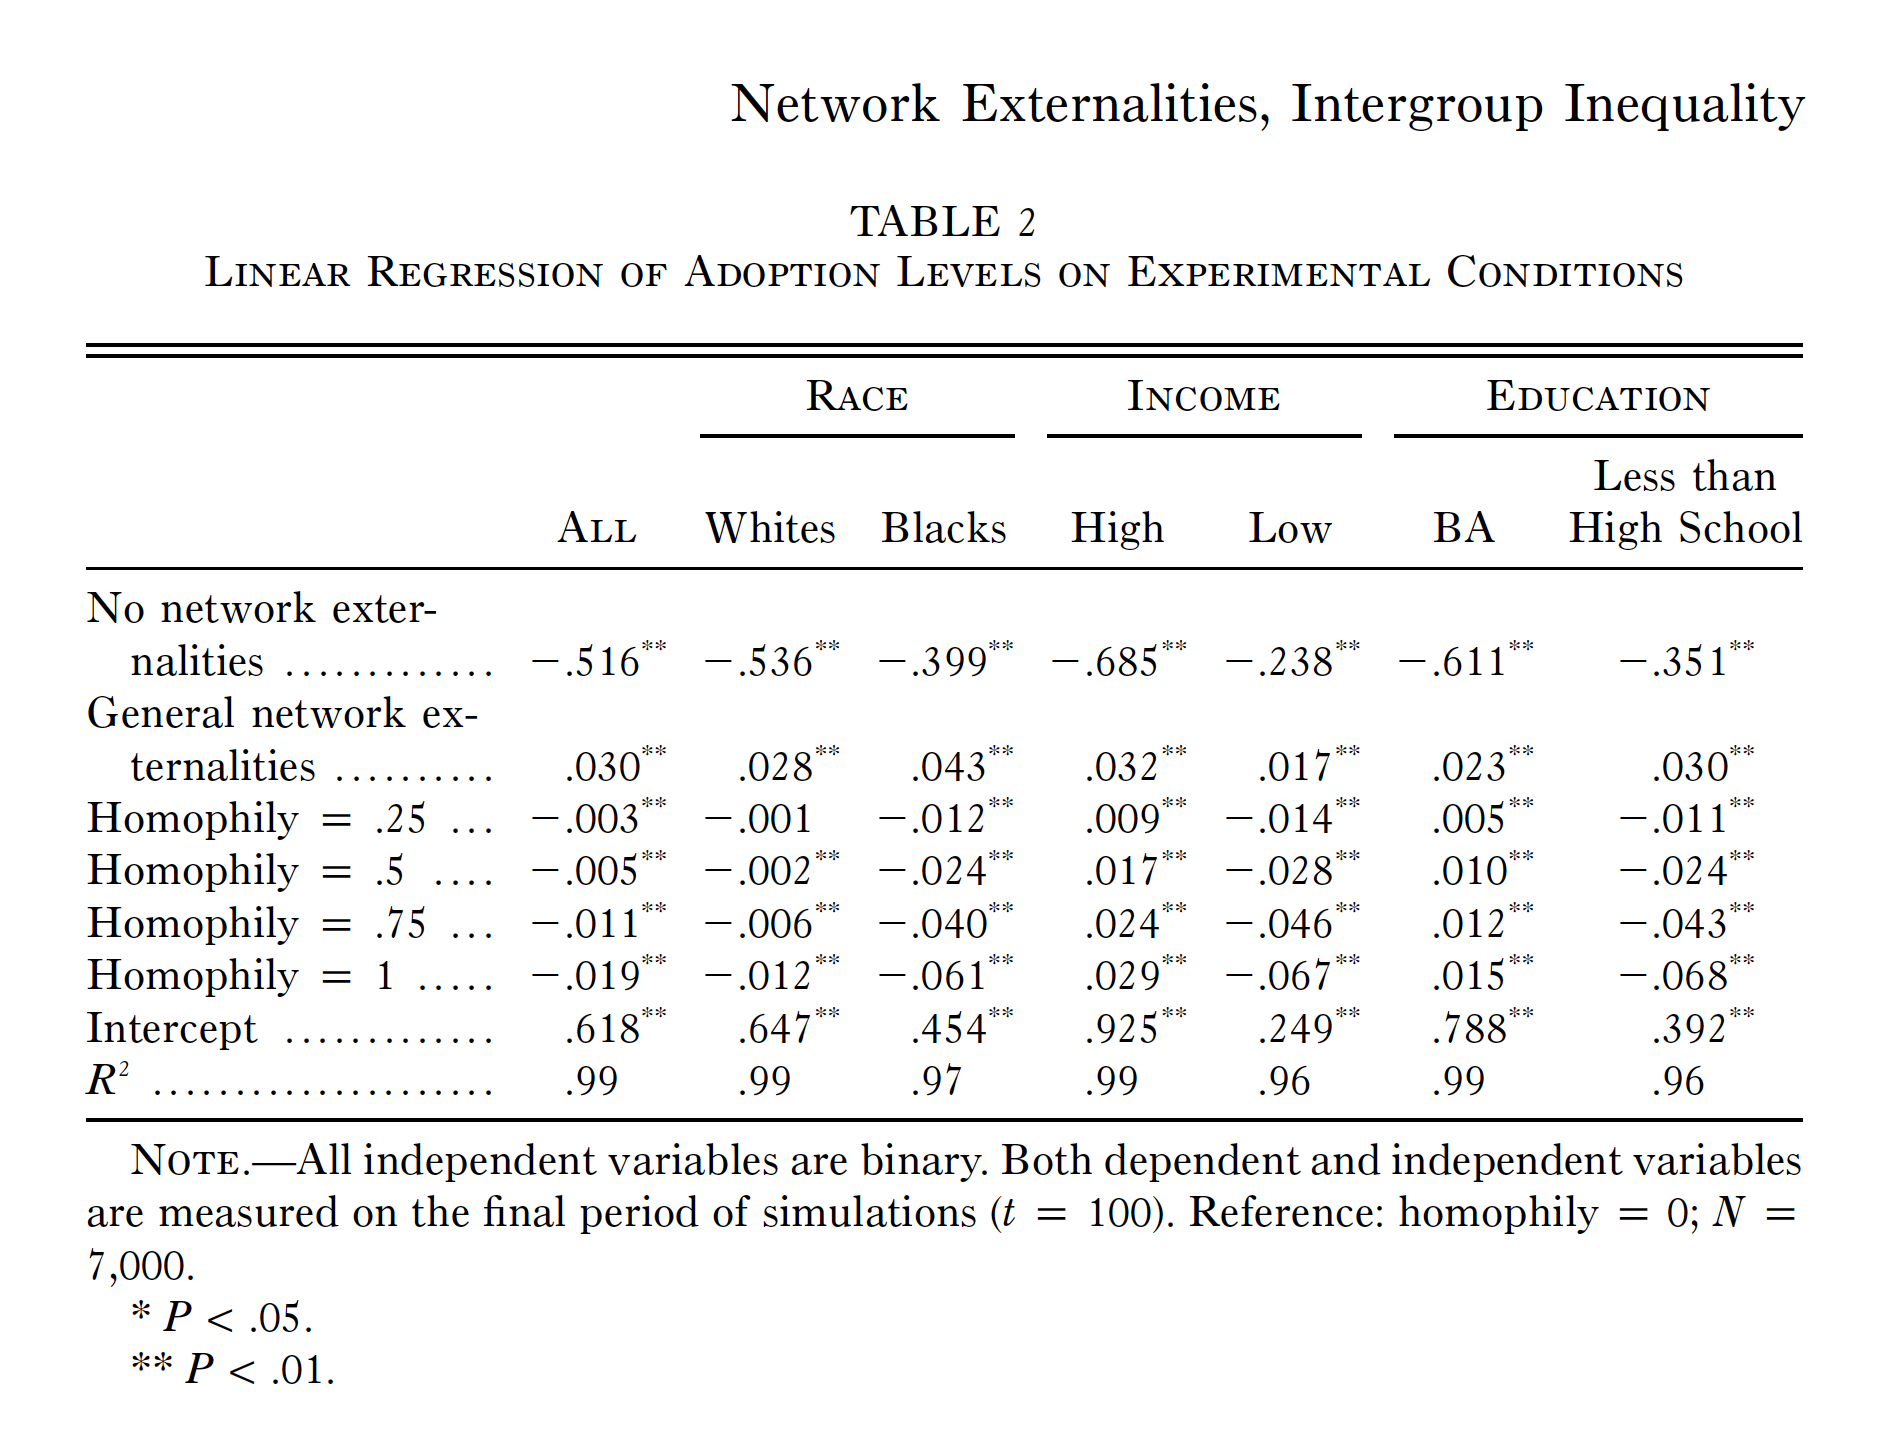 Network Externalities, Intergroup Inequality
TABLE 2
Linear Regression of Adoption Levels on Experimental Conditions
Race Income Education
Less than
All Whites Blacks High Low BA High School
No network exter-
nalities ............. −.516** −.536** −.399** −.685** −.238** −.611** −.351**
General network ex-
ternalities .......... .030** .028** .043** .032** .017** .023** .030**
Homophily = .25 ... −.003** −.001 −.012** .009** −.014** .005** −.011**
Homophily = .5 .... −.005** −.002** −.024** .017** −.028** .010** −.024**
Homophily = .75 ... −.011** −.006** −.040** .024** −.046** .012** −.043**
Homophily = 1 ..... −.019** −.012** −.061** .029** −.067** .015** −.068**
Intercept ............. .618** .647** .454** .925** .249** .788** .392**
R² ..................... .99 .99 .97 .99 .96 .99 .96
Note.—All independent variables are binary. Both dependent and independent variables
are measured on the final period of simulations (t = 100). Reference: homophily = 0; N =
7,000.
* P < .05.
** P < .01.